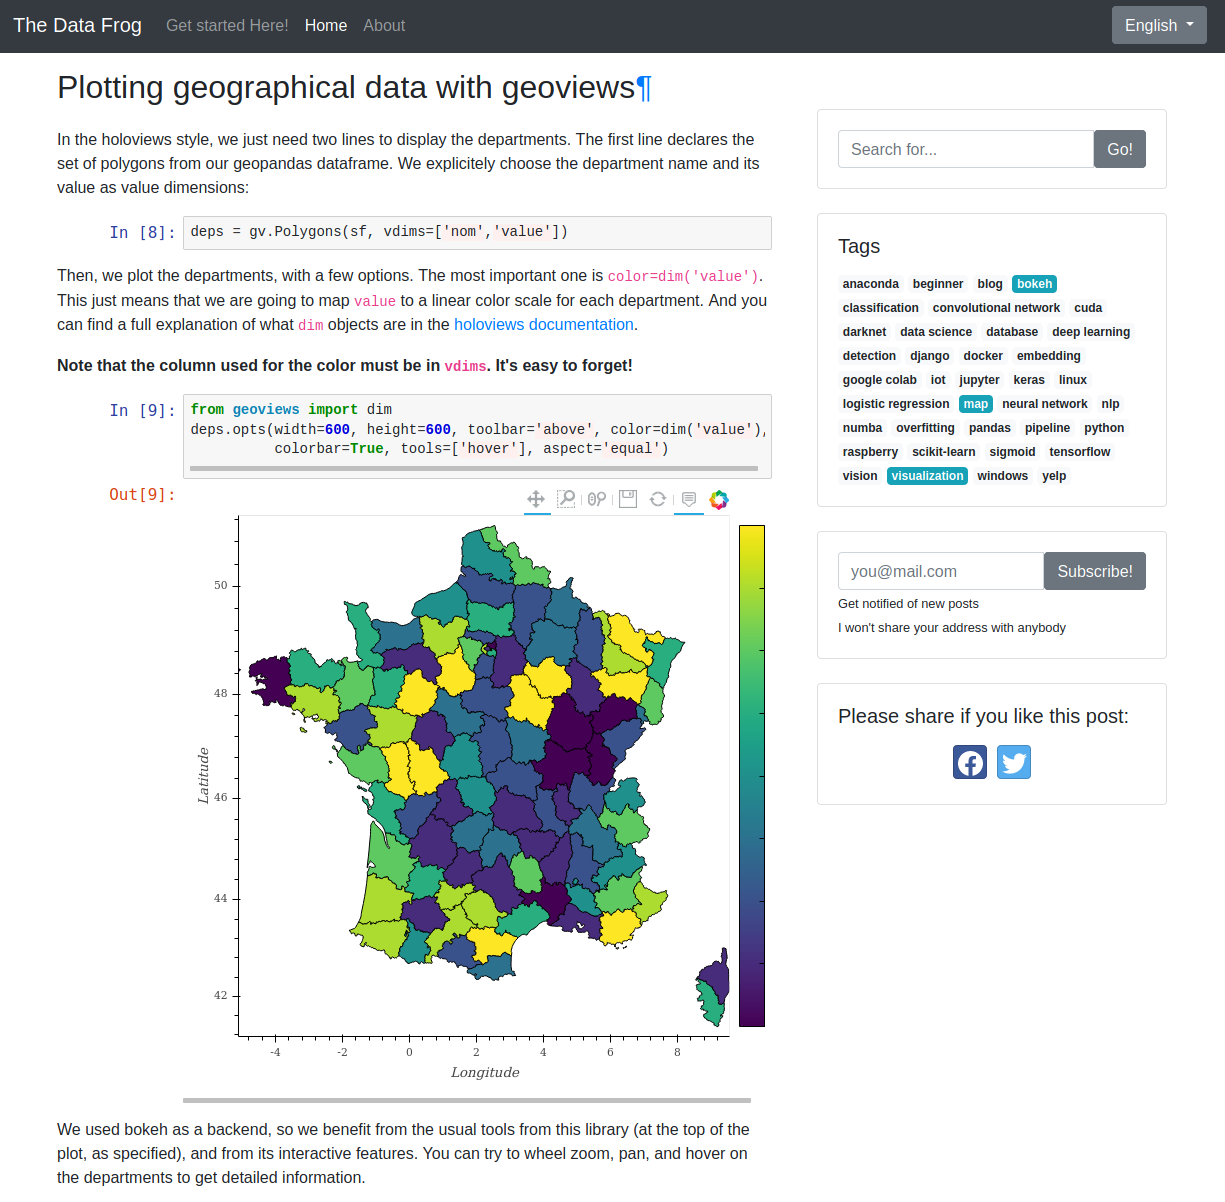 The Data Frog Get started Here! Home About English
Plotting geographical data with geoviews¶
In the holoviews style, we just need two lines to display the departments. The first line declares the
set of polygons from our geopandas dataframe. We explicitely choose the department name and its
value as value dimensions:
In [8]: deps = gv.Polygons(sf, vdims=['nom','value'])
Then, we plot the departments, with a few options. The most important one is color=dim('value').
This just means that we are going to map value to a linear color scale for each department. And you
can find a full explanation of what dim objects are in the holoviews documentation.
Note that the column used for the color must be in vdims. It's easy to forget!
In [9]: from geoviews import dim
deps.opts(width=600, height=600, toolbar='above', color=dim('value'),
colorbar=True, tools=['hover'], aspect='equal')
Out[9]:
50
48
46
44
42
Latitude
-4 -2 0 2 4 6 8
Longitude
We used bokeh as a backend, so we benefit from the usual tools from this library (at the top of the
plot, as specified), and from its interactive features. You can try to wheel zoom, pan, and hover on
the departments to get detailed information.
Search for... Go!
Tags
anaconda beginner blog bokeh
classification convolutional network cuda
darknet data science database deep learning
detection django docker embedding
google colab iot jupyter keras linux
logistic regression map neural network nlp
numba overfitting pandas pipeline python
raspberry scikit-learn sigmoid tensorflow
vision visualization windows yelp
you@mail.com Subscribe!
Get notified of new posts
I won't share your address with anybody
Please share if you like this post: